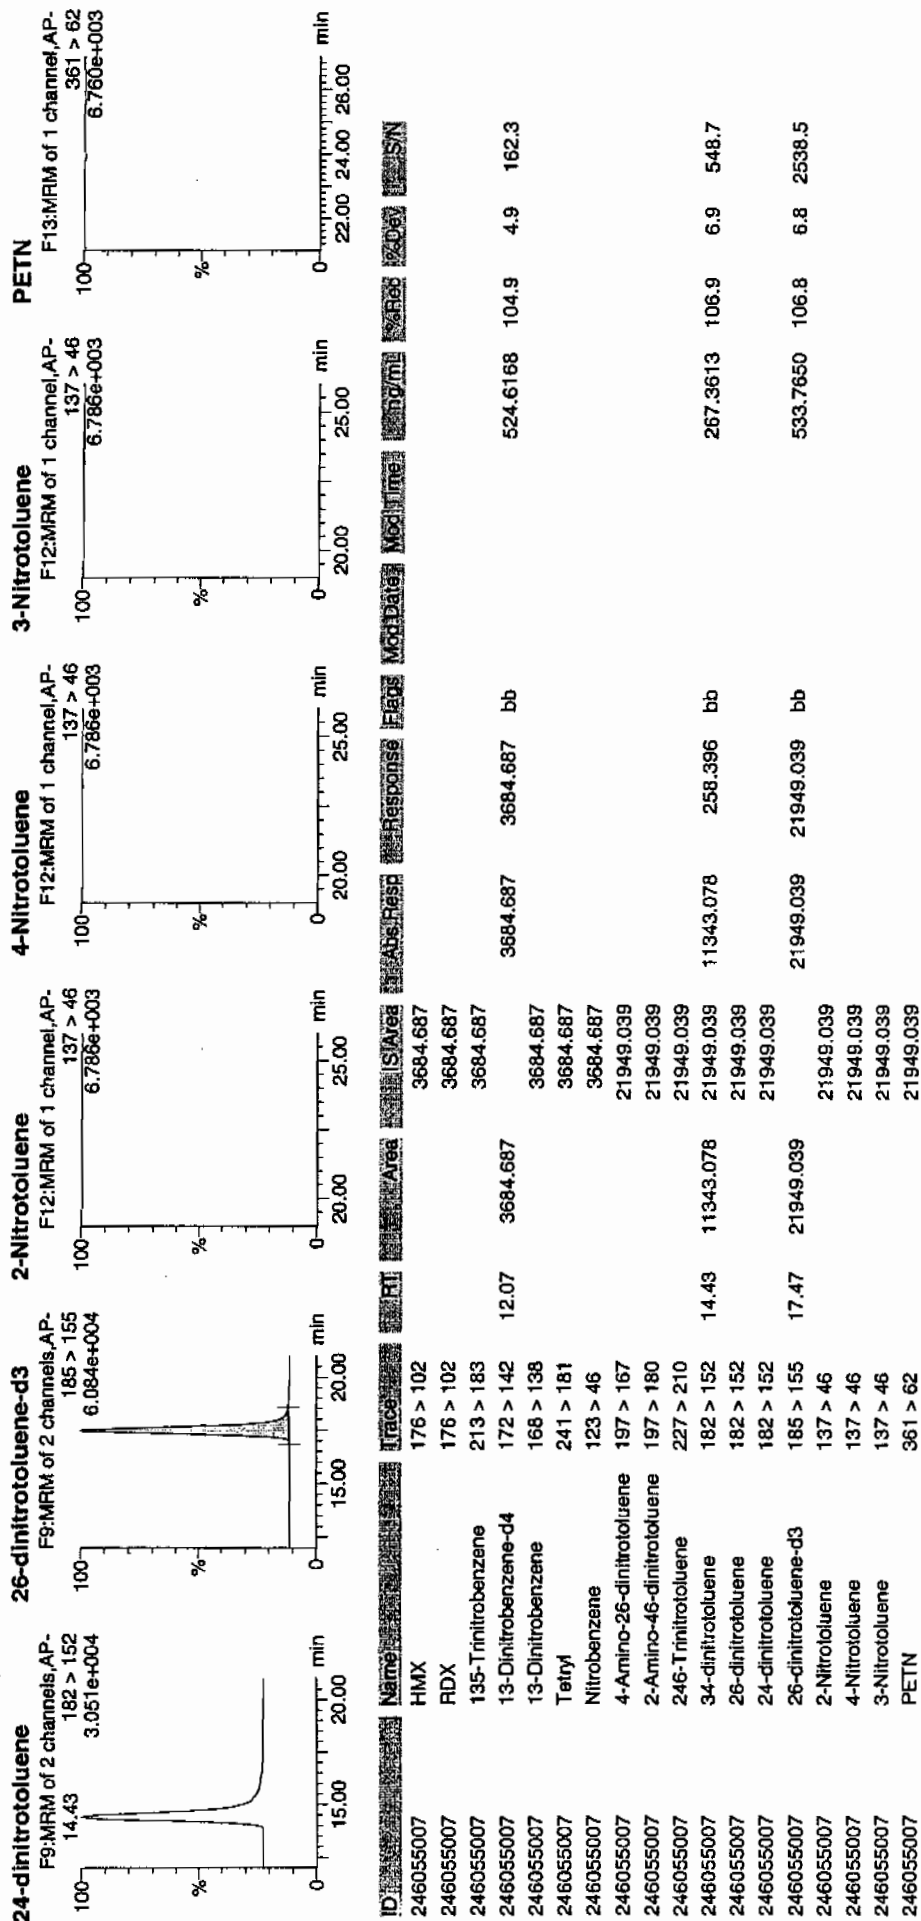 24-dinitrotoluene
F9:MRM of 2 channels,AP-
14.43 182 > 152
3.051e+004
100
%
0
15.00 20.00 min
26-dinitrotoluene-d3
F9:MRM of 2 channels,AP-
185 > 155
6.084e+004
100
%
0
15.00 20.00 min
2-Nitrotoluene
F12:MRM of 1 channel,AP-
137 > 46
6.786e+003
100
%
0
20.00 25.00 min
4-Nitrotoluene
F12:MRM of 1 channel,AP-
137 > 46
6.786e+003
100
%
0
20.00 25.00 min
3-Nitrotoluene
F12:MRM of 1 channel,AP-
137 > 46
6.786e+003
100
%
0
20.00 25.00 min
PETN
F13:MRM of 1 channel,AP-
361 > 62
6.760e+003
100
%
0
22.00 24.00 26.00 min
ID Name Trace RT Area IS Area Abs.Resp Response Flags Mod.Date Mod.Time ng/mL %Rec %Dev S/N
246055007 HMX 176 > 102 3684.687
246055007 RDX 176 > 102 3684.687
246055007 135-Trinitrobenzene 213 > 183 3684.687
246055007 13-Dinitrobenzene-d4 172 > 142 12.07 3684.687 3684.687 3684.687 bb 524.6168 104.9 4.9 162.3
246055007 13-Dinitrobenzene 168 > 138 3684.687
246055007 Tetryl 241 > 181 3684.687
246055007 Nitrobenzene 123 > 46 3684.687
246055007 4-Amino-26-dinitrotoluene 197 > 167 21949.039
246055007 2-Amino-46-dinitrotoluene 197 > 180 21949.039
246055007 246-Trinitrotoluene 227 > 210 21949.039
246055007 34-dinitrotoluene 182 > 152 14.43 11343.078 21949.039 11343.078 258.396 bb 267.3613 106.9 6.9 548.7
246055007 26-dinitrotoluene 182 > 152 21949.039
246055007 24-dinitrotoluene 182 > 152 21949.039
246055007 26-dinitrotoluene-d3 185 > 155 17.47 21949.039 21949.039 21949.039 bb 533.7650 106.8 6.8 2538.5
246055007 2-Nitrotoluene 137 > 46 21949.039
246055007 4-Nitrotoluene 137 > 46 21949.039
246055007 3-Nitrotoluene 137 > 46 21949.039
246055007 PETN 361 > 62 21949.039